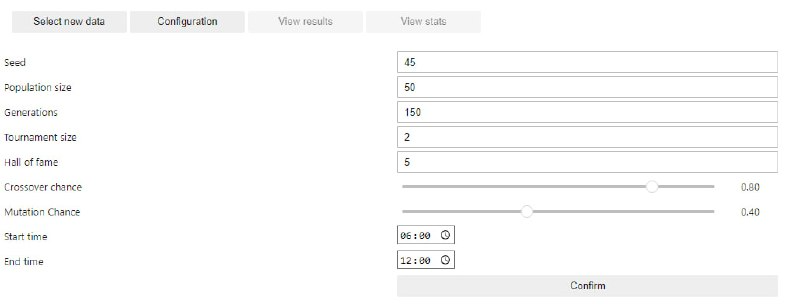 Select new data Configuration View results View stats
Seed 45
Population size 50
Generations 150
Tournament size 2
Hall of fame 5
Crossover chance 0.80
Mutation Chance 0.40
Start time 06:00
End time 12:00
Confirm